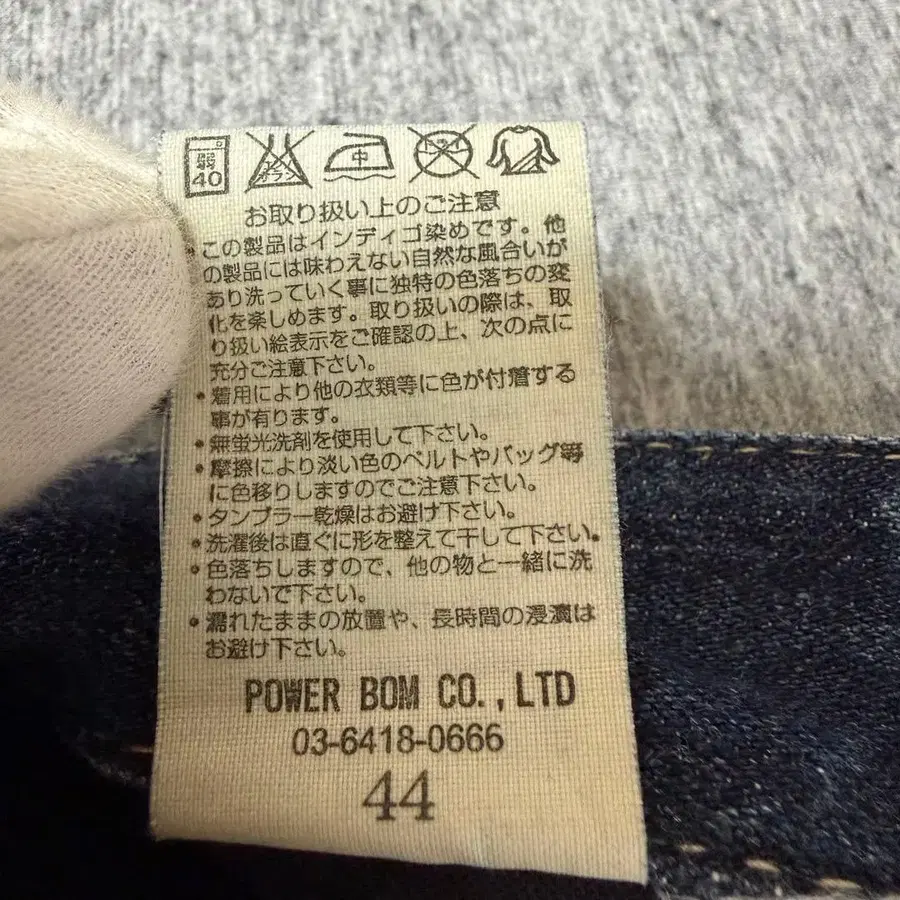 弱
40
エンソ
サラシ
中
ドライ
お取り扱い上のご注意
・この製品はインディゴ染めです。他
の製品には味わえない自然な風合いが
あり洗っていく事に独特の色落ちの変
化を楽しめます。取り扱いの際は、取
り扱い絵表示をご確認の上、次の点に
充分ご注意下さい。
・着用により他の衣類等に色が付着する
事が有ります。
・無蛍光洗剤を使用して下さい。
・摩擦により淡い色のベルトやバッグ等
に色移りしますのでご注意下さい。
・タンブラー乾燥はお避け下さい。
・洗濯後は直ぐに形を整えて干して下さい。
・色落ちしますので、他の物と一緒に洗
わないで下さい。
・濡れたままの放置や、長時間の浸漬は
お避け下さい。
POWER BOM CO.,LTD
03-6418-0666
44